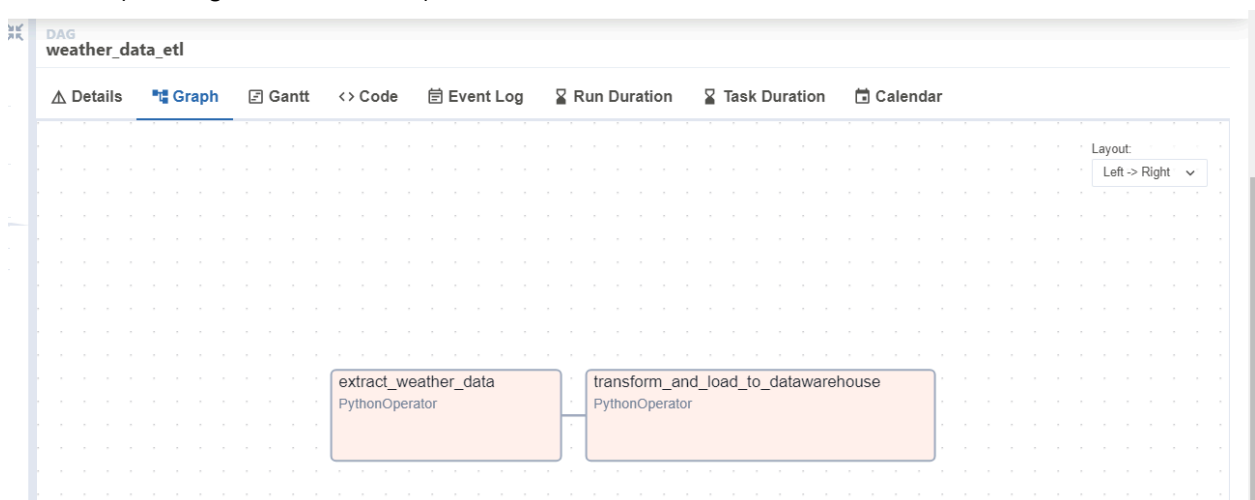 DAG
weather_data_etl
Details Graph Gantt <> Code Event Log Run Duration Task Duration Calendar
Layout:
Left -> Right
extract_weather_data
PythonOperator
transform_and_load_to_datawarehouse
PythonOperator